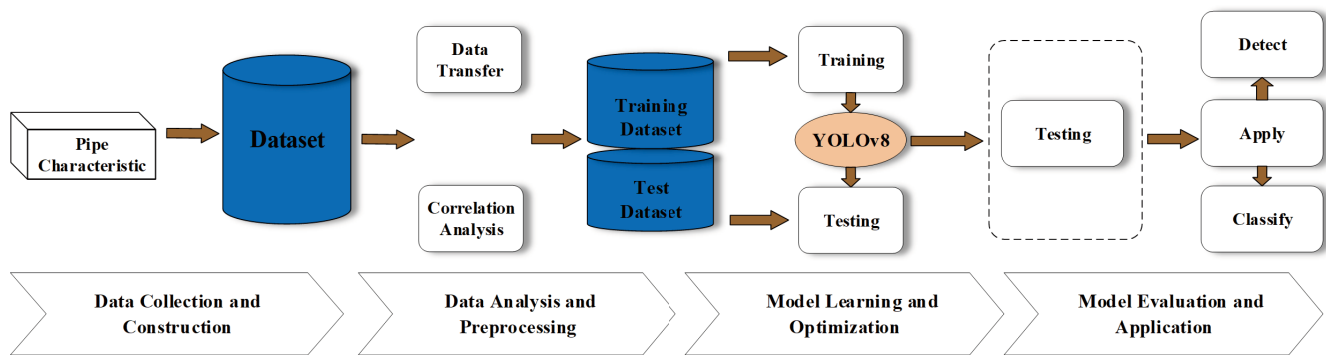 Pipe
Characteristic
Dataset
Data
Transfer
Correlation
Analysis
Training
Dataset
Test
Dataset
Training
YOLOv8
Testing
Testing
Detect
Apply
Classify
Data Collection and
Construction
Data Analysis and
Preprocessing
Model Learning and
Optimization
Model Evaluation and
Application